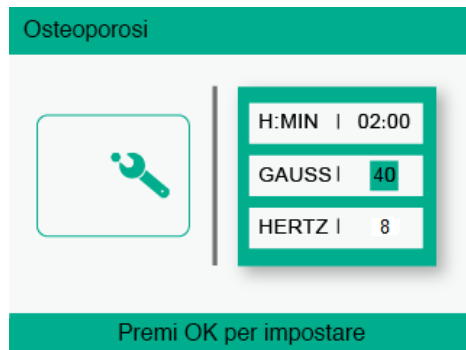 Osteoporosi
H:MIN | 02:00
GAUSS | 40
HERTZ | 8
Premi OK per impostare